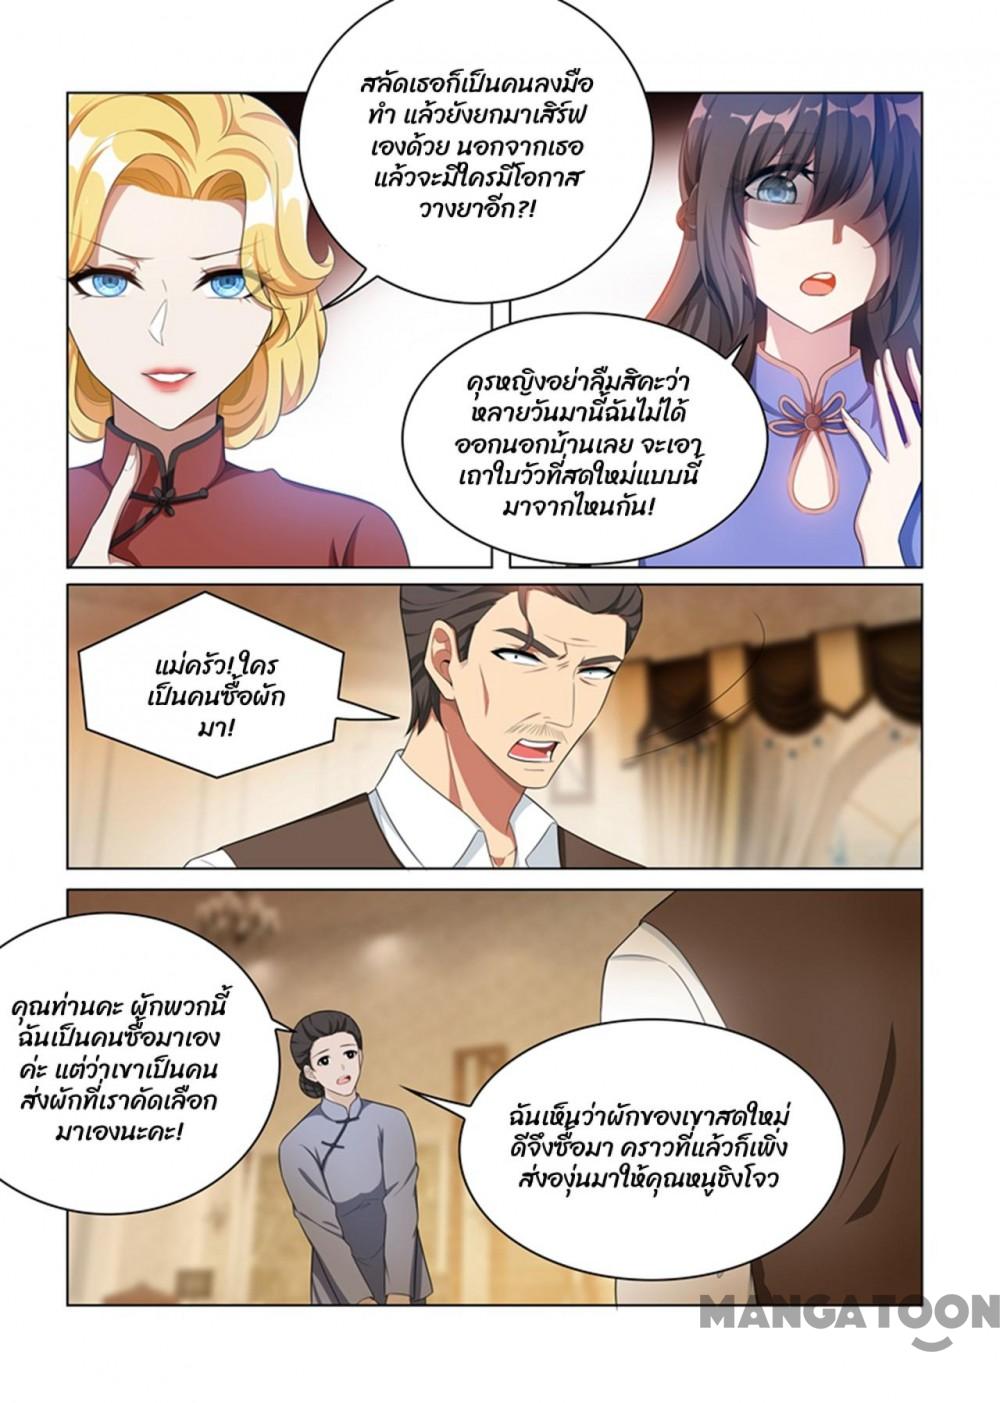 สลัดเธอก็เป็นคนลงมือ
ทำ แล้วยังยกมาเสิร์ฟ
เองด้วย นอกจากเธอ
แล้วจะมีใครมีโอกาส
วางยาอีก?!
คุรหญิงอย่าลืมสิคะว่า
หลายวันมานี้ฉันไม่ได้
ออกนอกบ้านเลย จะเอา
เถาใบวัวที่สดใหม่แบบนี้
มาจากไหนกัน!
แม่ครัว! ใคร
เป็นคนซื้อผัก
มา!
คุณท่านคะ ผักพวกนี้
ฉันเป็นคนซื้อมาเอง
ค่ะ แต่ว่าเขาเป็นคน
ส่งผักที่เราคัดเลือก
มาเองนะคะ!
ฉันเห็นว่าผักของเขาสดใหม่
ดีจึงซื้อมา คราวที่แล้วก็เพิ่ง
ส่งองุ่นมาให้คุณหนูชิงโจว
MANGATOON